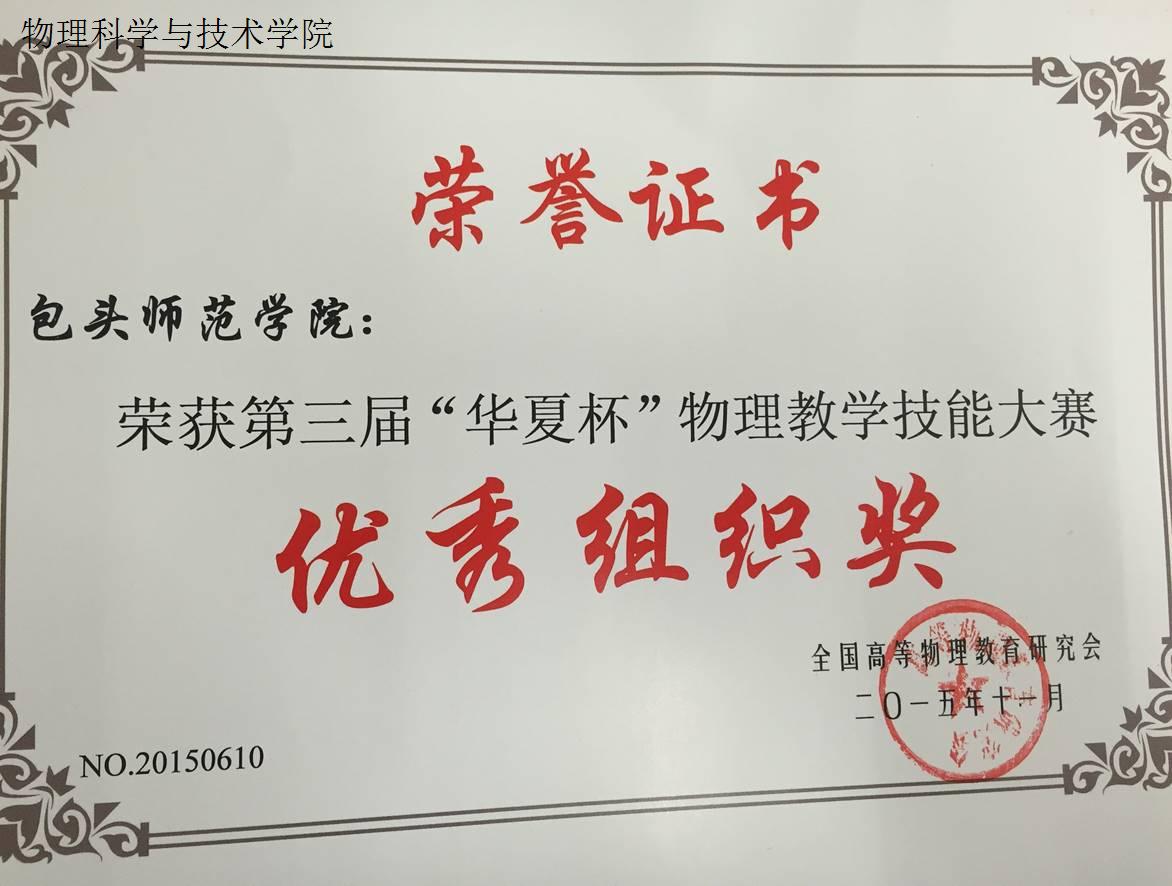 物理科学与技术学院
荣誉证书
包头师范学院:
荣获第三届“华夏杯”物理教学技能大赛
优秀组织奖
全国高等物理教育研究会
二〇一五年十一月
NO.20150610